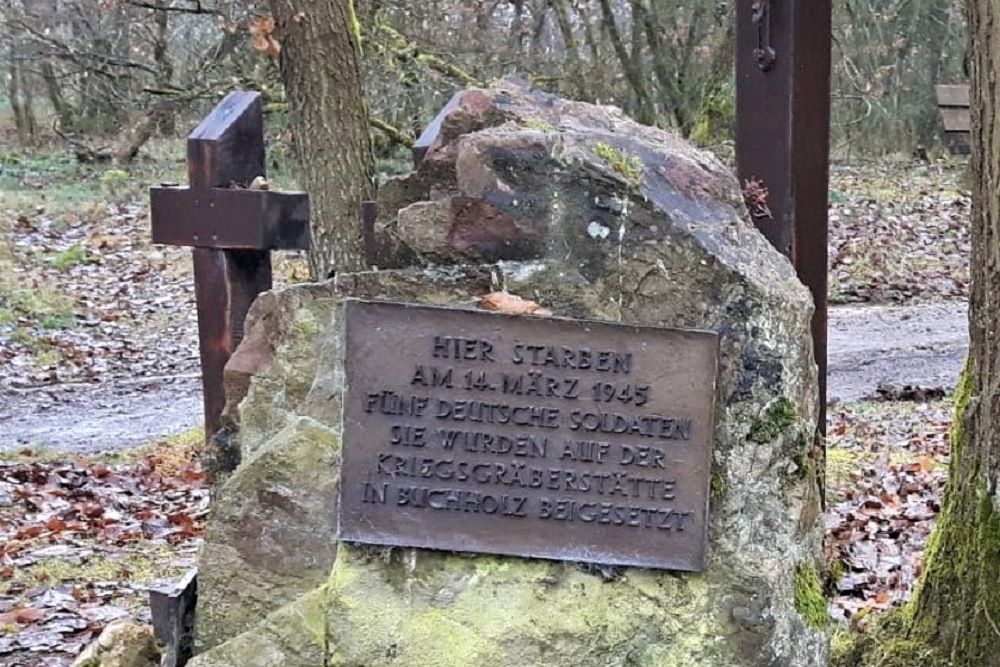 HIER STARBEN
AM 14. MÄRZ 1945
FÜNF DEUTSCHE SOLDATEN
SIE WURDEN AUF DER
KRIEGSGRÄBERSTÄTTE
IN BUCHHOLZ BEIGESETZT